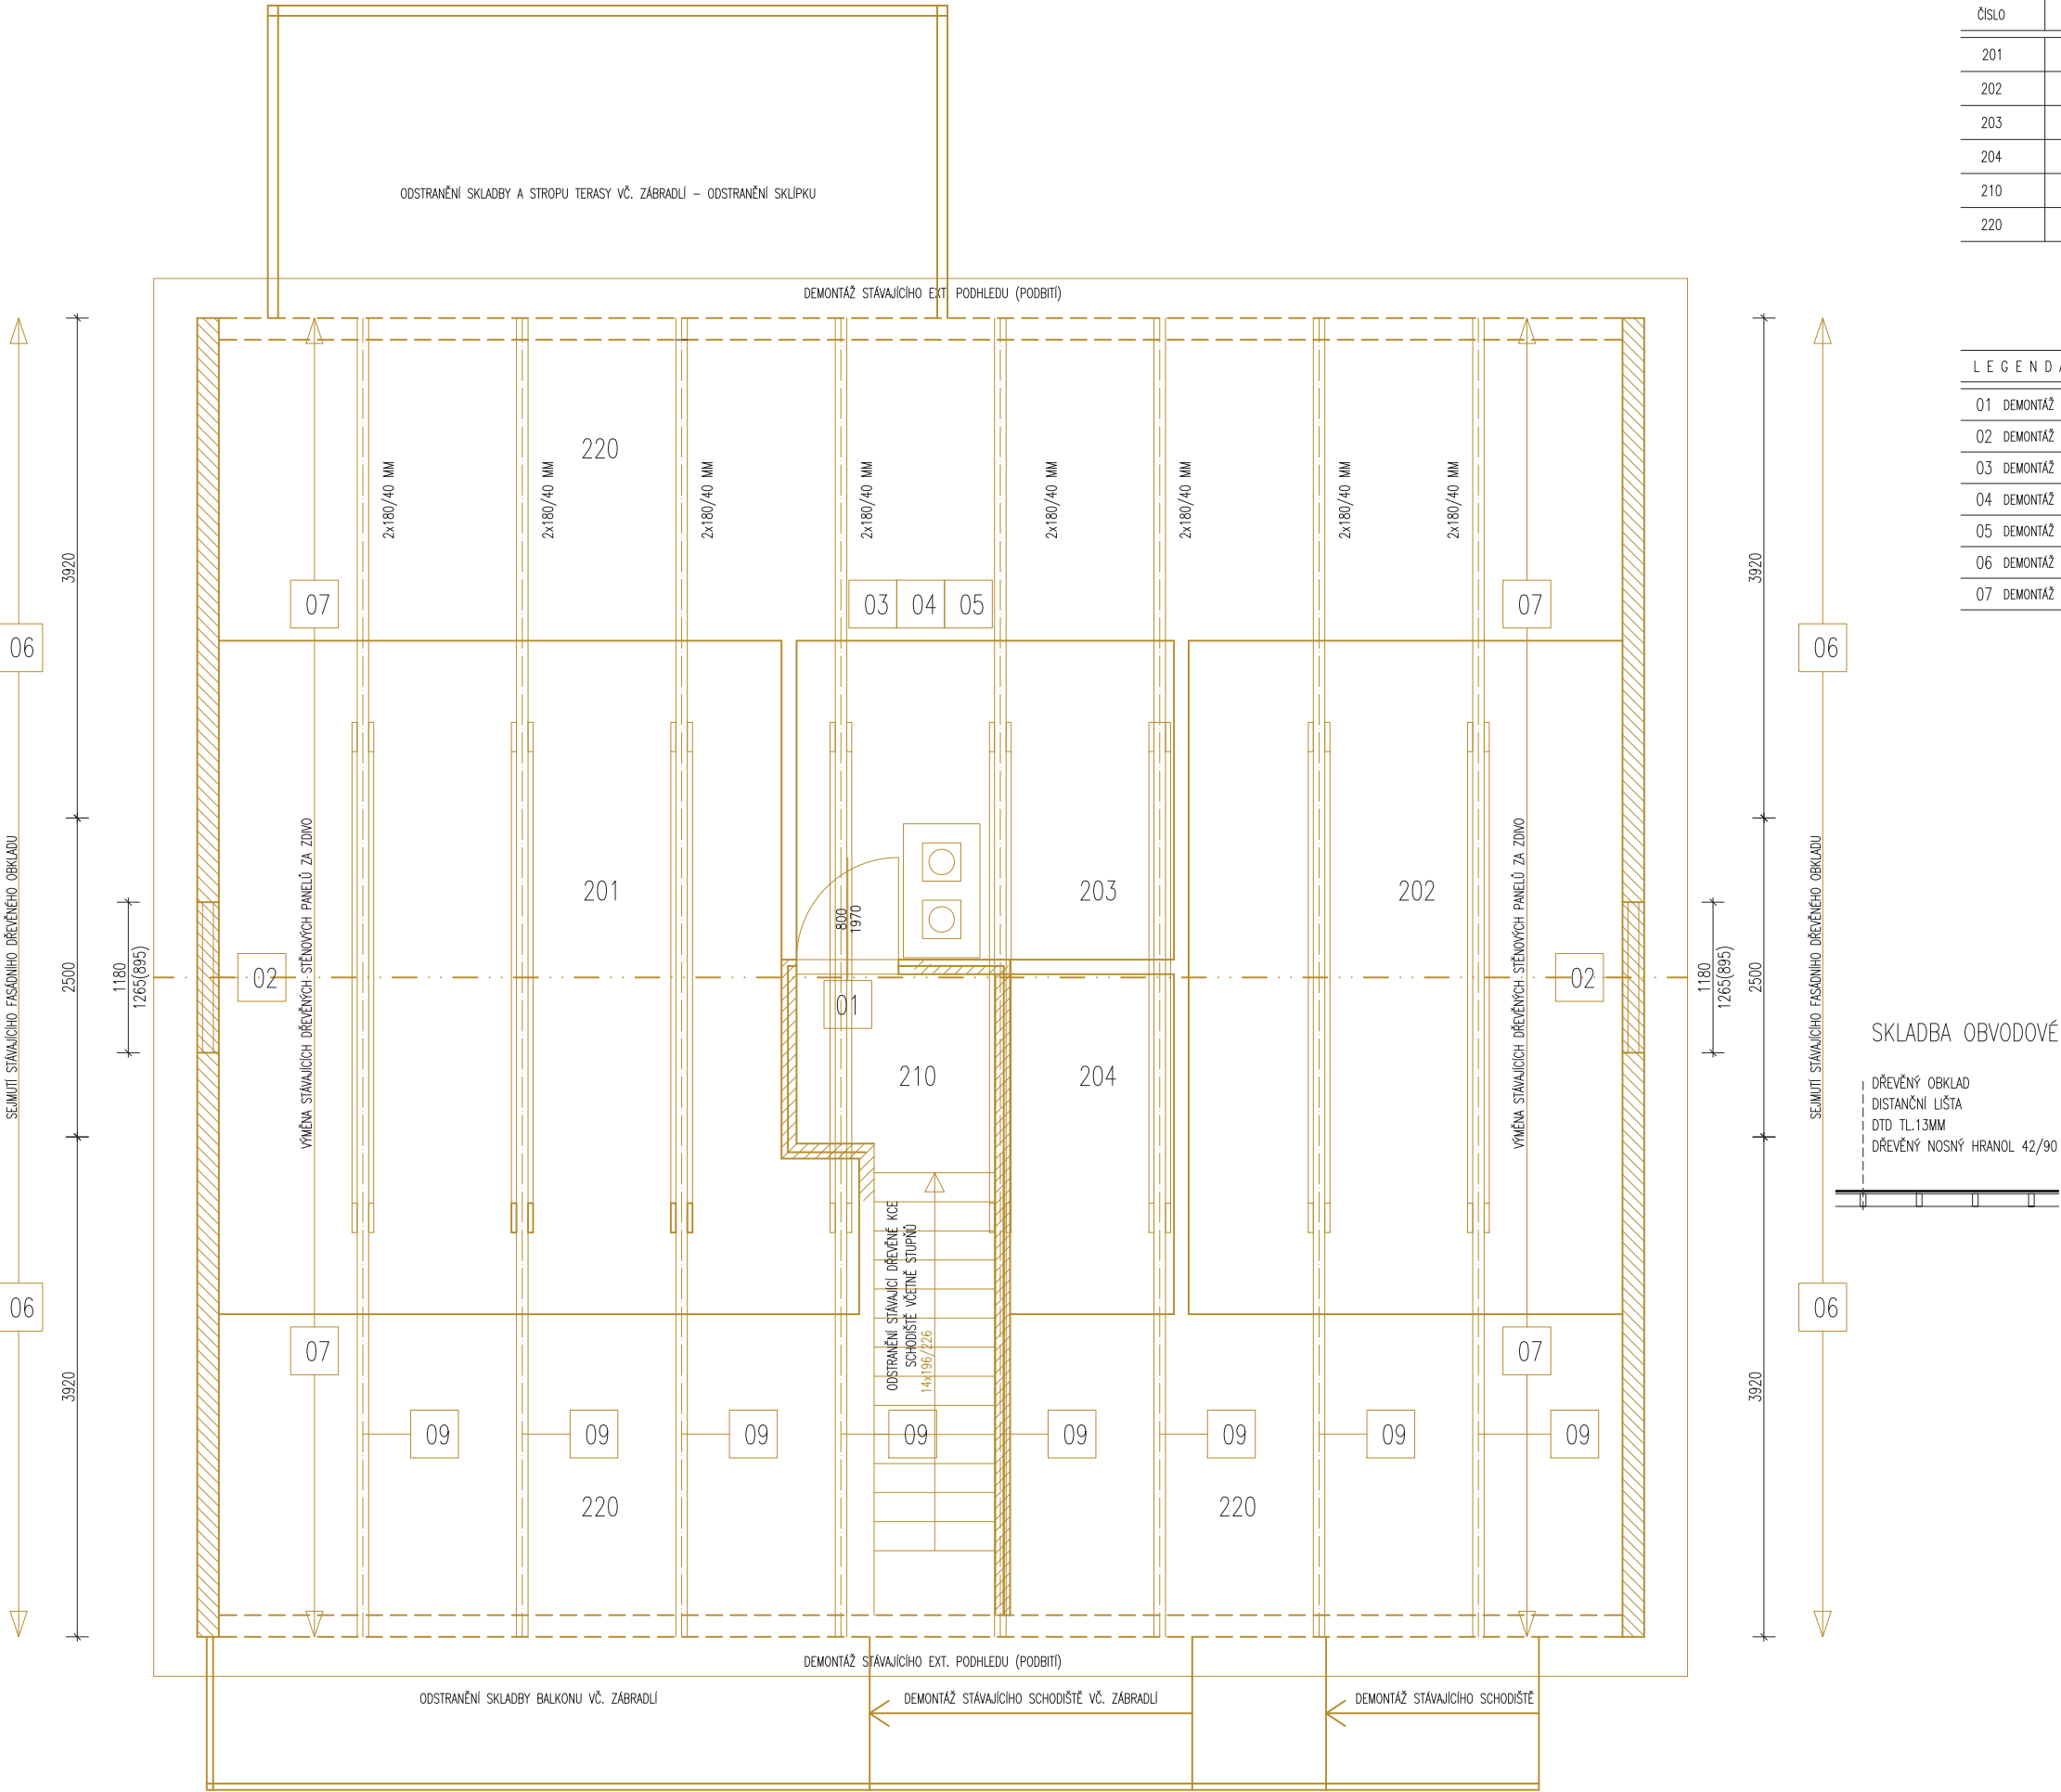 ČÍSLO
201
202
203
204
210
220
ODSTRANĚNÍ SKLADBY A STROPU TERASY VČ. ZÁBRADLÍ – ODSTRANĚNÍ SKLÍPKU
DEMONTÁŽ STÁVAJÍCÍHO EXT. PODHLEDU (PODBITÍ)
LEGENDA
01 DEMONTÁŽ
02 DEMONTÁŽ
03 DEMONTÁŽ
04 DEMONTÁŽ
05 DEMONTÁŽ
06 DEMONTÁŽ
07 DEMONTÁŽ
220
2x180/40 MM
2x180/40 MM
2x180/40 MM
2x180/40 MM
2x180/40 MM
2x180/40 MM
2x180/40 MM
2x180/40 MM
3920
3920
07
03 04 05
07
06
06
SEJMUTÍ STÁVAJÍCÍHO FASÁDNÍHO DŘEVĚNÉHO OBKLADU
2500
1180
1265(895)
02
VÝMĚNA STÁVAJÍCÍCH DŘEVĚNÝCH STĚNOVÝCH PANELŮ ZA ZDIVO
201
800
1970
203
202
01
210
204
VÝMĚNA STÁVAJÍCÍCH DŘEVĚNÝCH STĚNOVÝCH PANELŮ ZA ZDIVO
02
1180
1265(895)
2500
SEJMUTÍ STÁVAJÍCÍHO FASÁDNÍHO DŘEVĚNÉHO OBKLADU
SKLADBA OBVODOVÉ
DŘEVĚNÝ OBKLAD
DISTANČNÍ LIŠTA
DTD TL.13MM
DŘEVĚNÝ NOSNÝ HRANOL 42/90
ODSTRANĚNÍ STÁVAJÍCÍ DŘEVĚNÉ KCE
SCHODIŠTĚ VČETNĚ STUPŇŮ
14x196/226
06
06
07
07
3920
3920
09
09
09
09
09
09
09
09
220
220
DEMONTÁŽ STÁVAJÍCÍHO EXT. PODHLEDU (PODBITÍ)
ODSTRANĚNÍ SKLADBY BALKONU VČ. ZÁBRADLÍ
DEMONTÁŽ STÁVAJÍCÍHO SCHODIŠTĚ VČ. ZÁBRADLÍ
DEMONTÁŽ STÁVAJÍCÍHO SCHODIŠTĚ